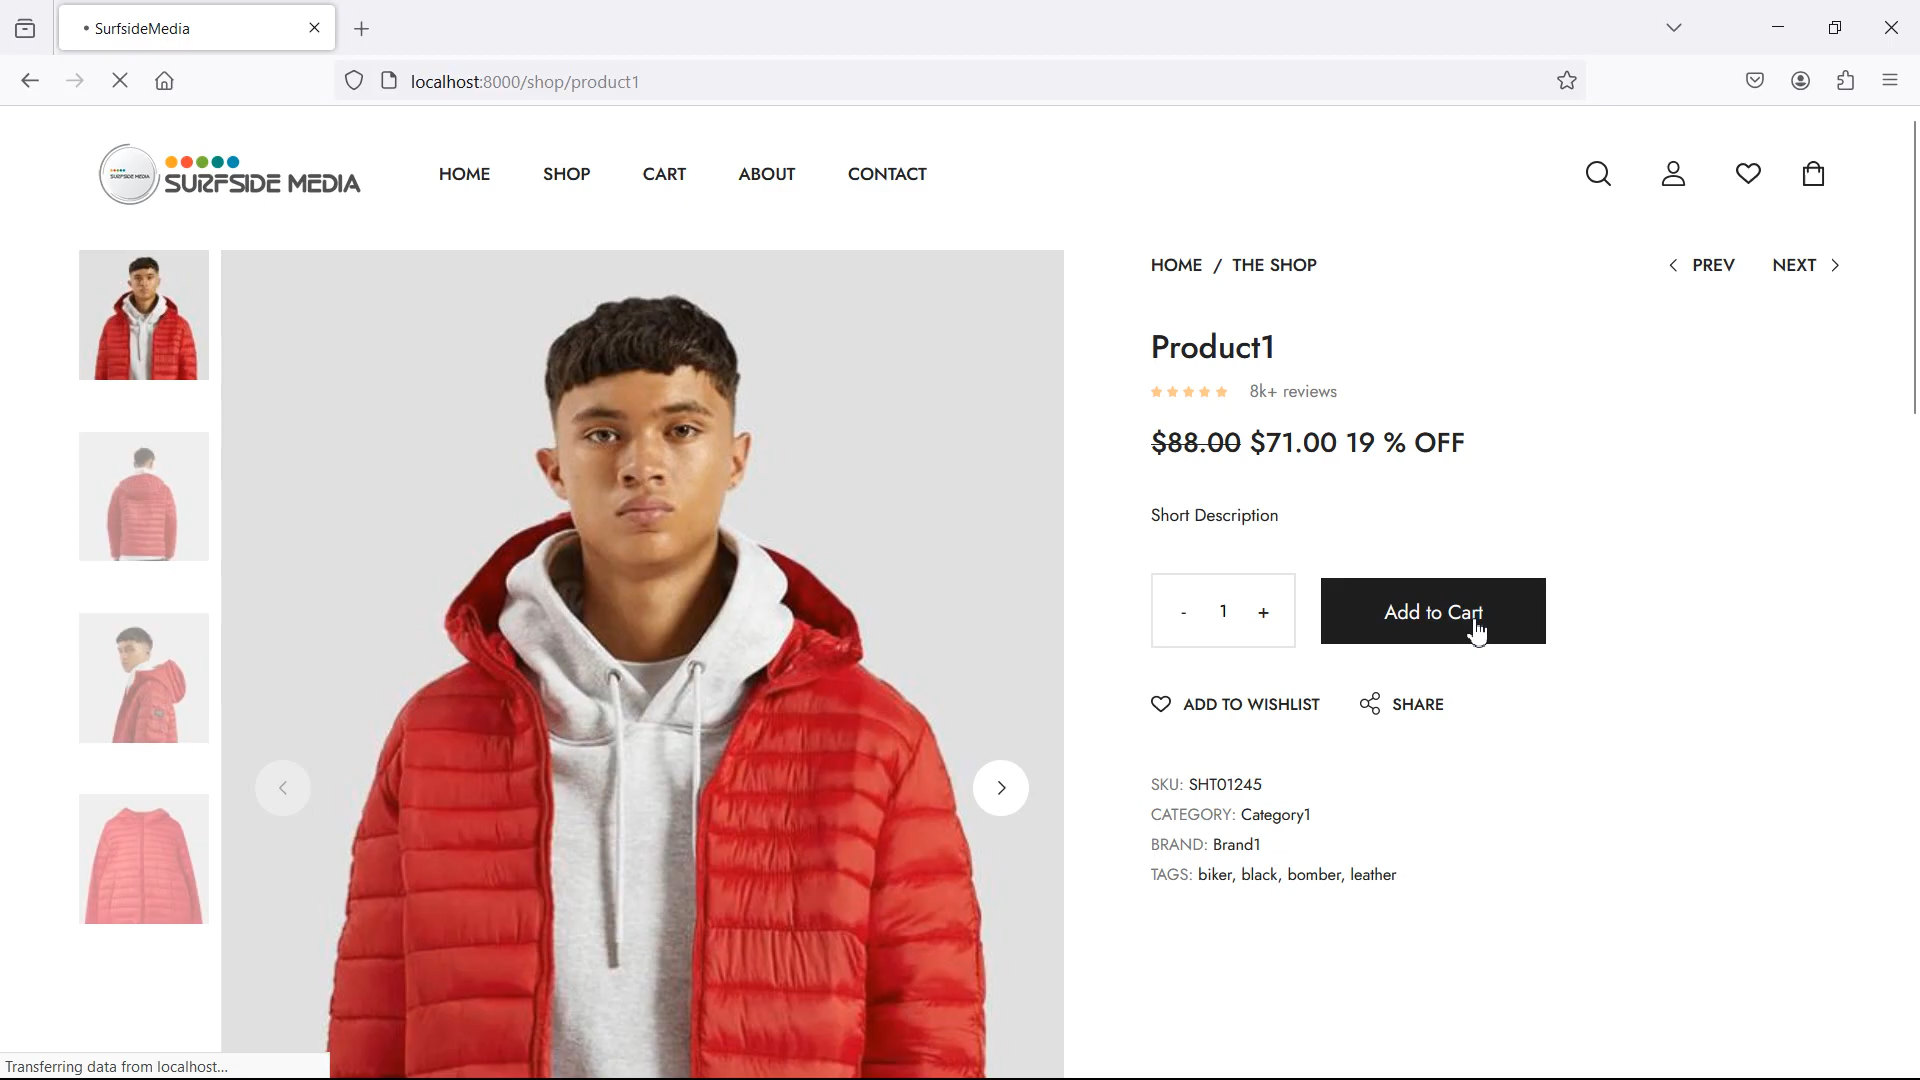 SurfsideMedia
localhost:8000/shop/product1
SURFSIDE MEDIA
SURFSIDE MEDIA
HOME SHOP CART ABOUT CONTACT
HOME / THE SHOP
PREV NEXT
Product1
8k+ reviews
$88.00 $71.00 19 % OFF
Short Description
- 1 +
Add to Cart
ADD TO WISHLIST SHARE
SKU: SHT01245
CATEGORY: Category1
BRAND: Brand1
TAGS: biker, black, bomber, leather
Transferring data from localhost...